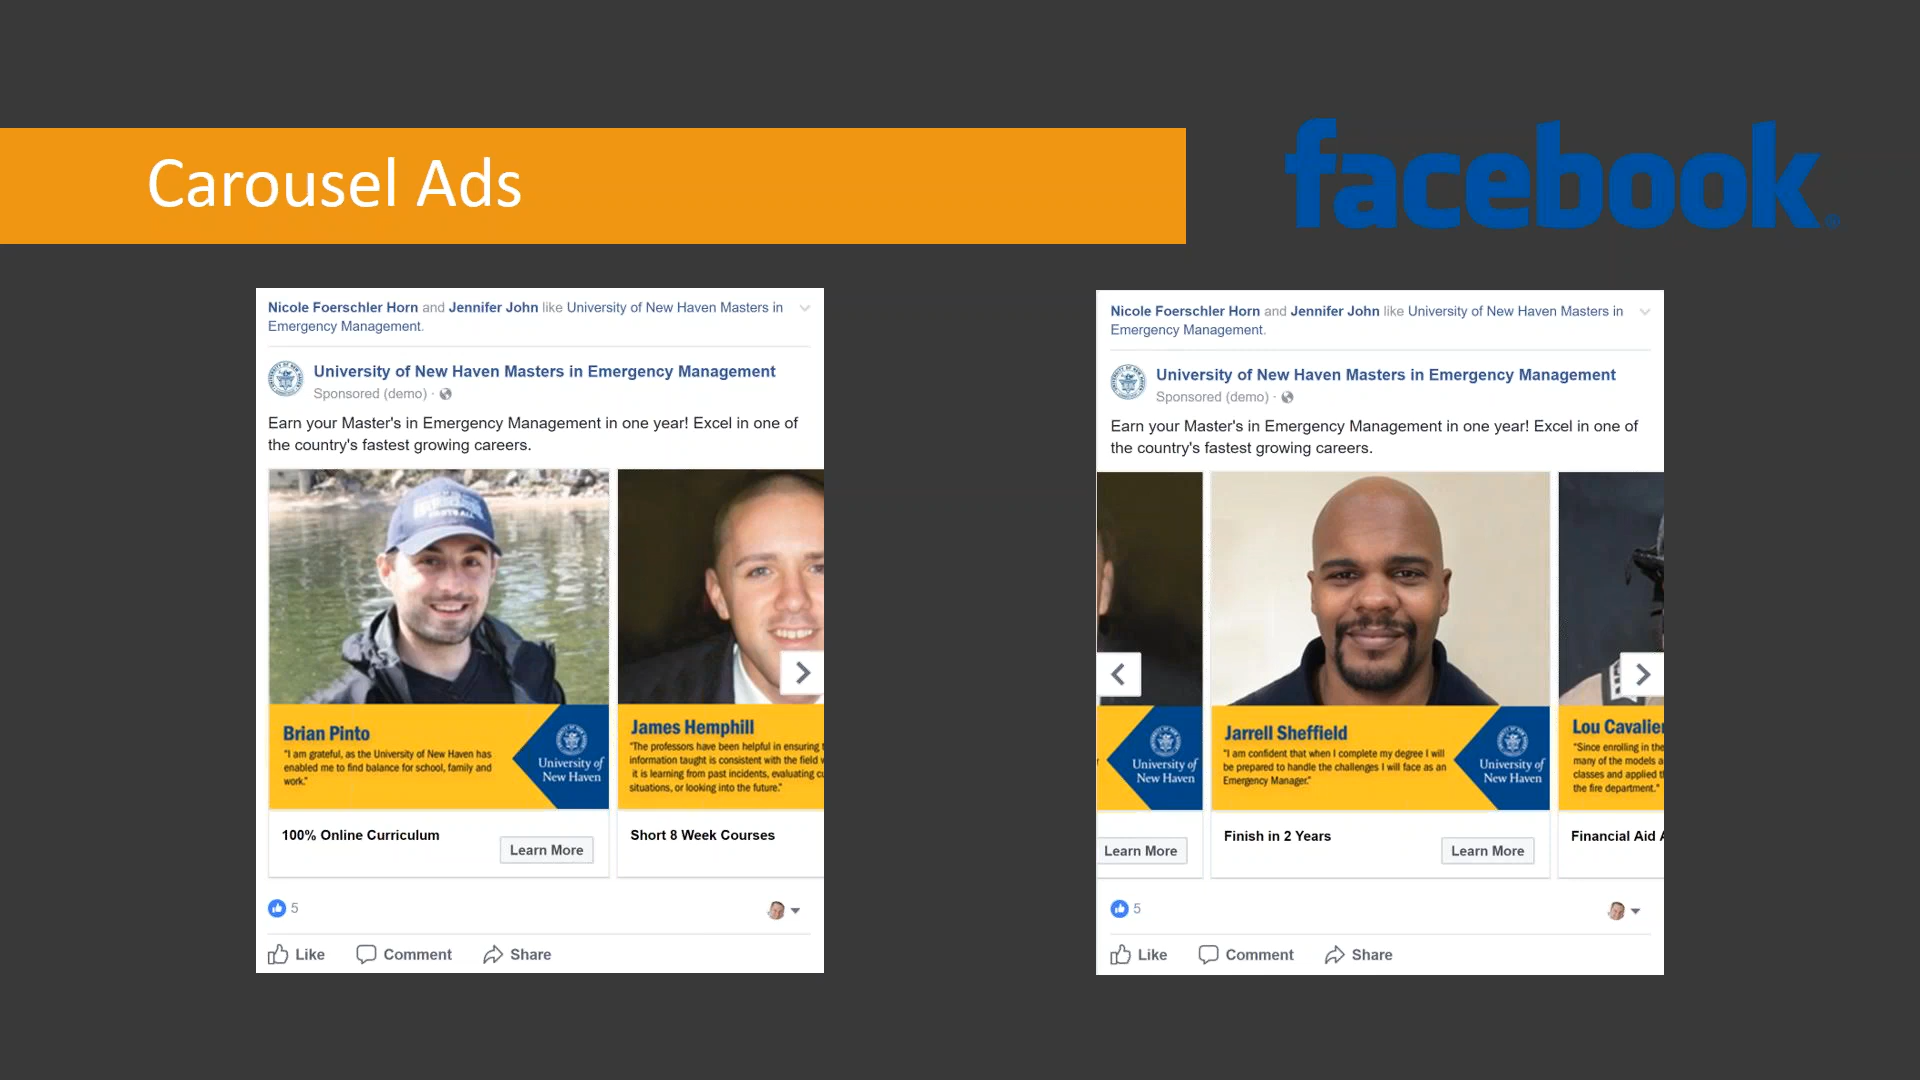 Carousel Ads
facebook
Nicole Foerschler Horn and Jennifer John like University of New Haven Masters in
Emergency Management.
University of New Haven Masters in Emergency Management
Sponsored (demo) ·
Earn your Master's in Emergency Management in one year! Excel in one of
the country's fastest growing careers.
Brian Pinto
"I am grateful, as the University of New Haven has
enabled me to find balance for school, family and
work."
University of
New Haven
100% Online Curriculum
Learn More
James Hemphill
"The professors have been helpful in ensuring
information taught is consistent with the field
it is learning from past incidents, evaluating
situations, or looking into the future."
Short 8 Week Courses
5
Like Comment Share
Nicole Foerschler Horn and Jennifer John like University of New Haven Masters in
Emergency Management.
University of New Haven Masters in Emergency Management
Sponsored (demo) ·
Earn your Master's in Emergency Management in one year! Excel in one of
the country's fastest growing careers.
University of
New Haven
Learn More
Jarrell Sheffield
"I am confident that when I complete my degree I will
be prepared to handle the challenges I will face as an
Emergency Manager."
University of
New Haven
Finish in 2 Years
Learn More
Lou Cavalier
"Since enrolling in the
many of the models a
classes and applied
the fire department."
Financial Aid
5
Like Comment Share